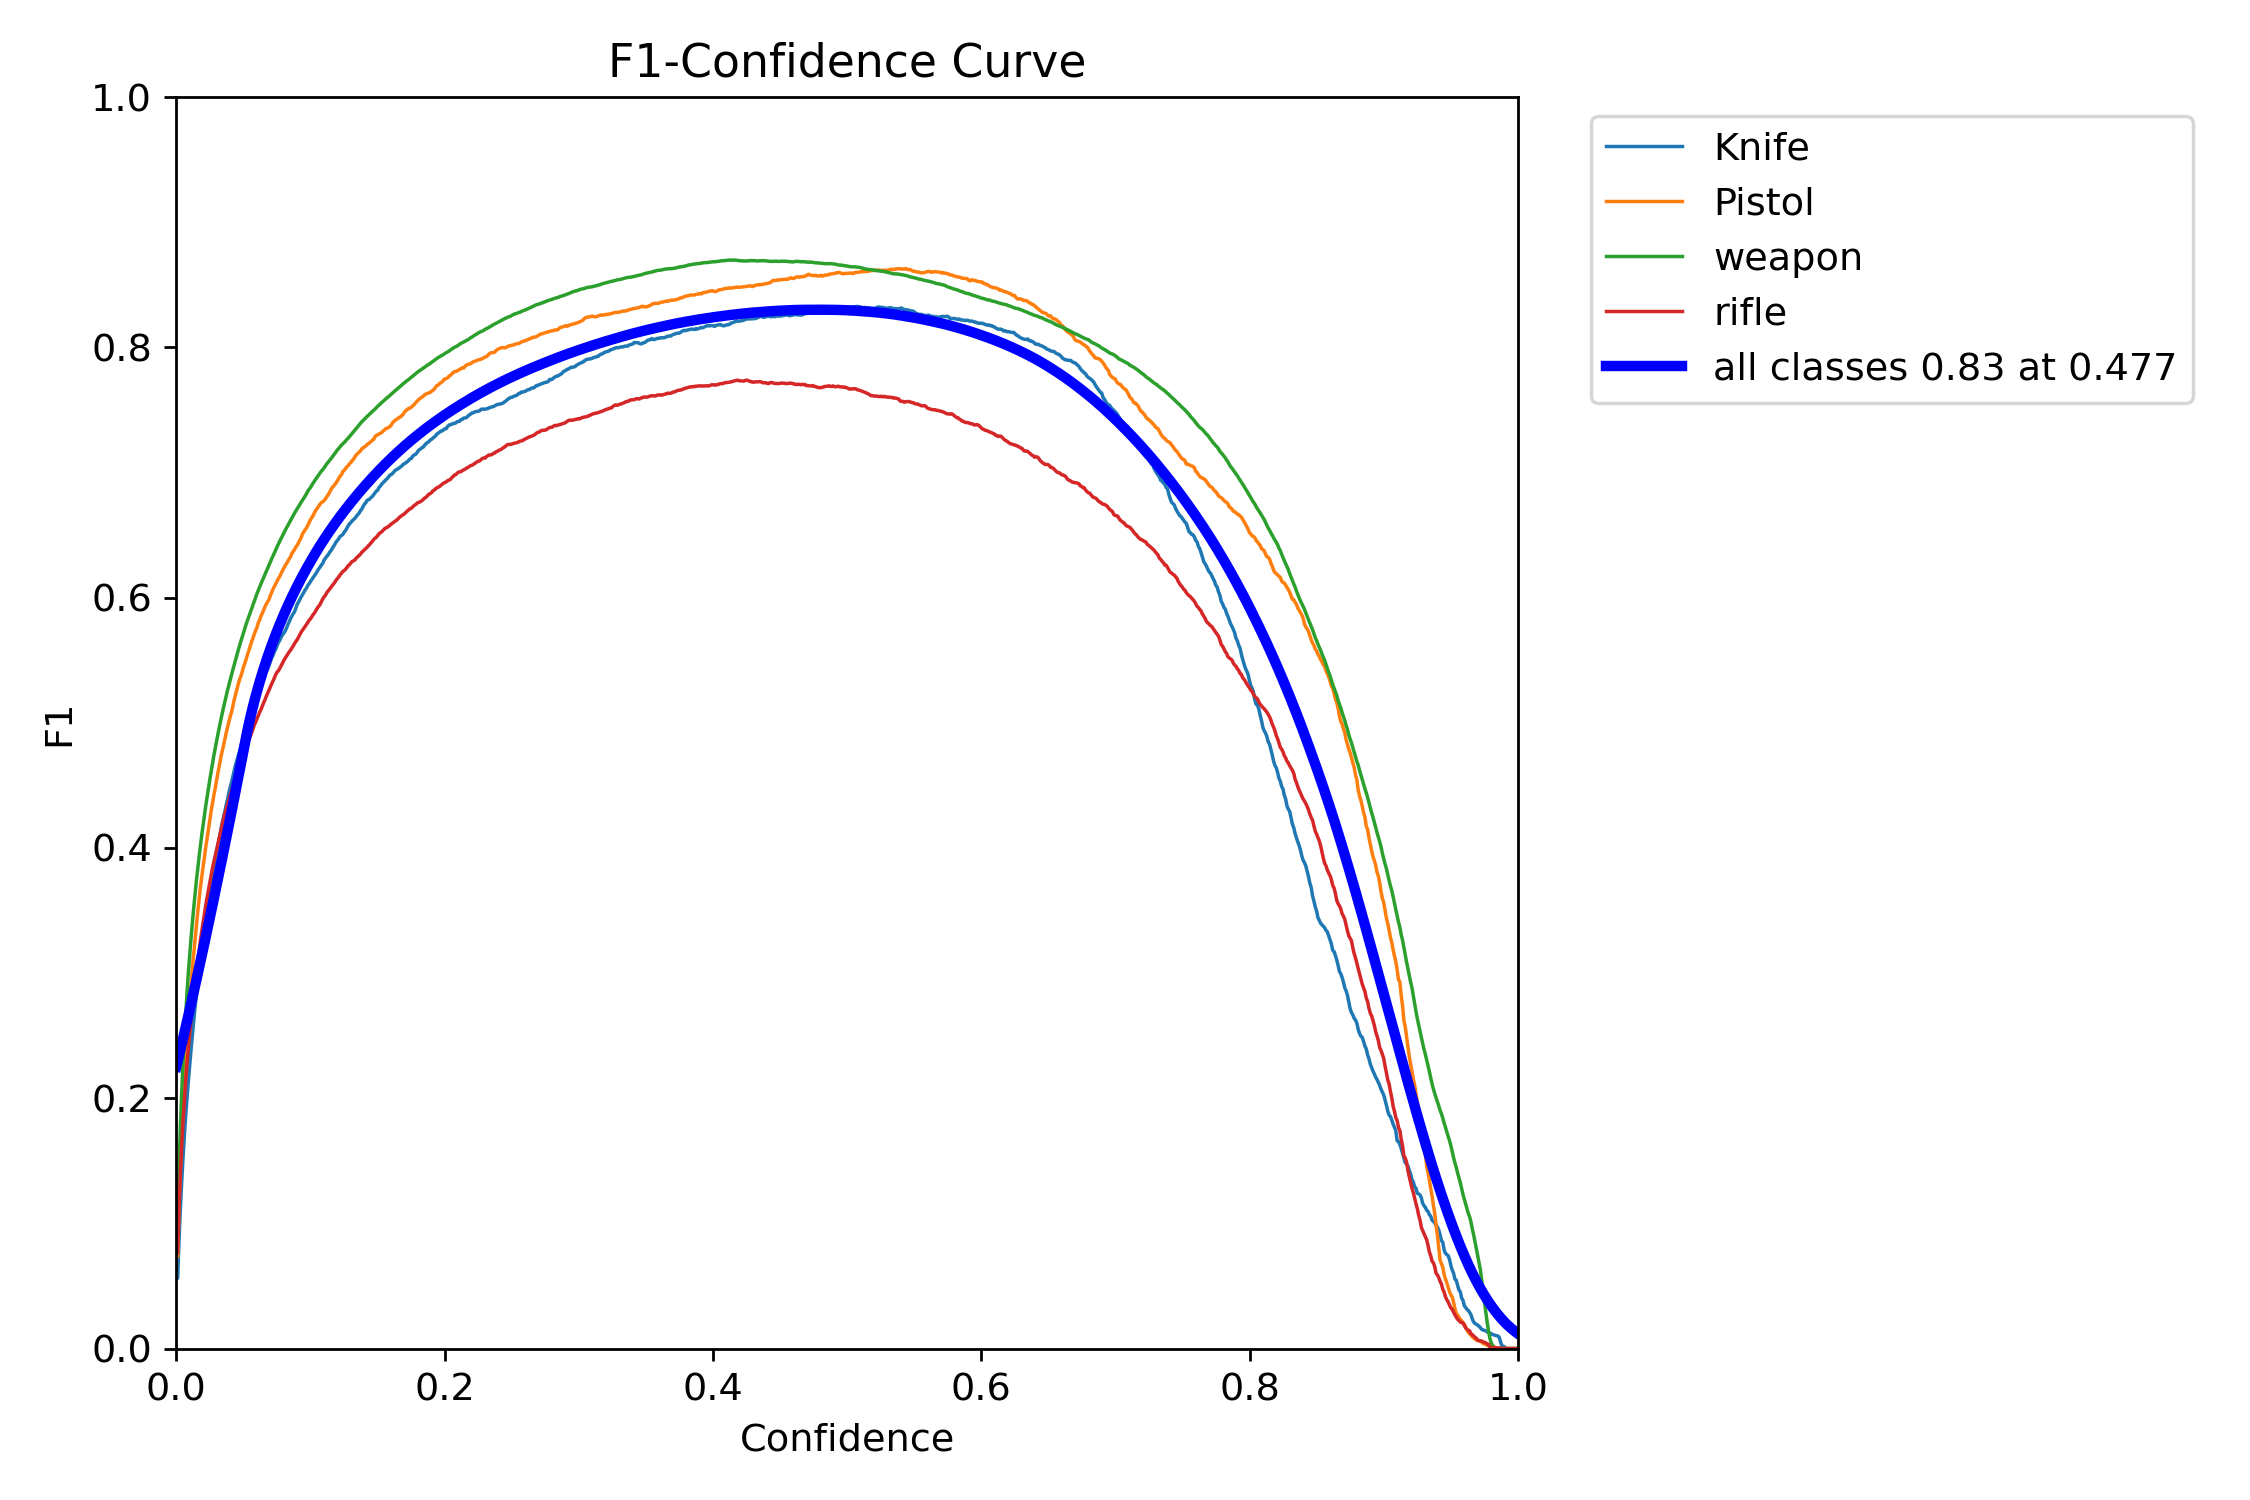 F1-Confidence Curve
1.0
0.8
0.6
0.4
0.2
0.0
F1
0.0 0.2 0.4 0.6 0.8 1.0
Confidence
Knife
Pistol
weapon
rifle
all classes 0.83 at 0.477